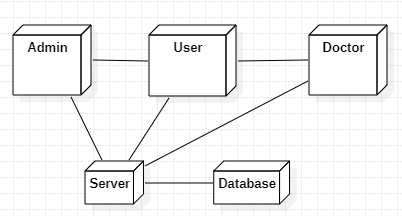 Admin
User
Doctor
Server
Database